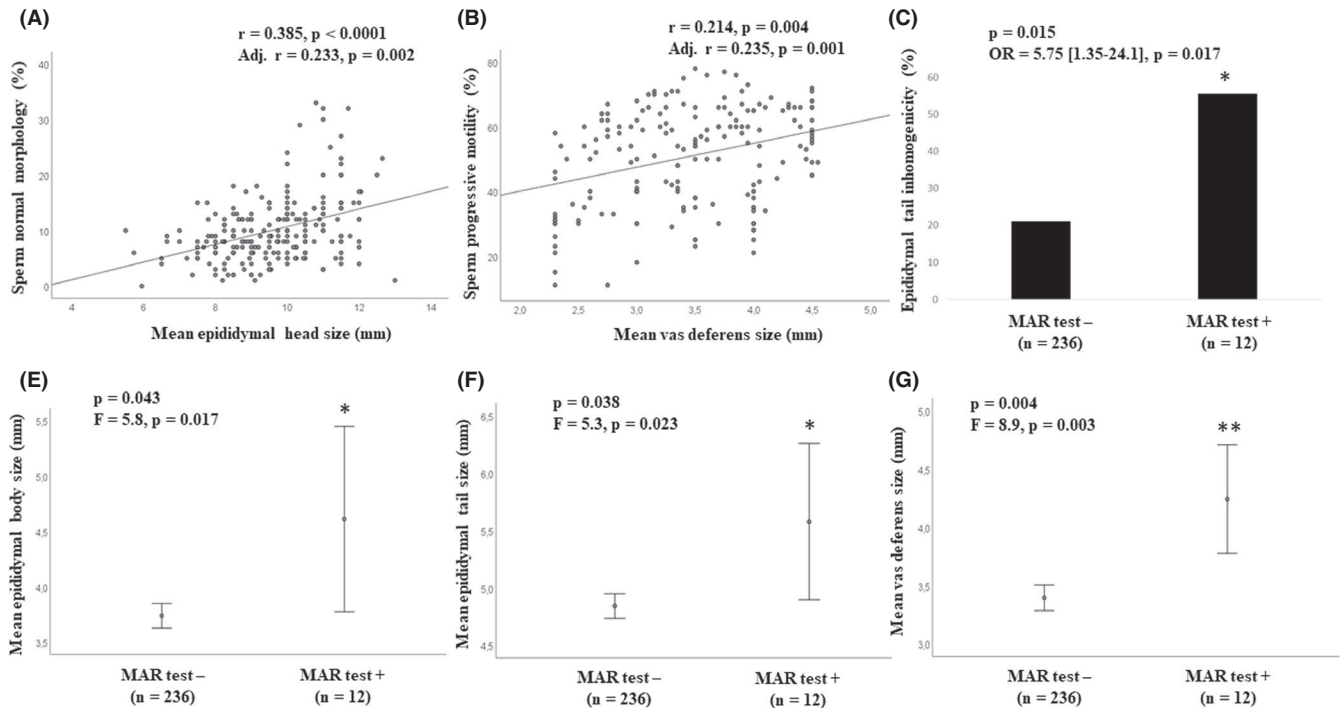 (A)
r = 0.385, p < 0.0001
Adj. r = 0.233, p = 0.002
Sperm normal morphology (%)
40
30
20
10
0
4
6
8
10
12
14
Mean epididymal head size (mm)
(B)
r = 0.214, p = 0.004
Adj. r = 0.235, p = 0.001
Sperm progressive motility (%)
80
60
40
20
2,0
2,5
3,0
3,5
4,0
4,5
5,0
Mean vas deferens size (mm)
(C)
p = 0.015
OR = 5.75 [1.35-24.1], p = 0.017
Epididymal tail inhomogenicity (%)
60
50
40
30
20
10
0
*
MAR test –
(n = 236)
MAR test +
(n = 12)
(E)
p = 0.043
F = 5.8, p = 0.017
Mean epididymal body size (mm)
5,5
5,0
4,5
4,0
3,5
*
MAR test –
(n = 236)
MAR test +
(n = 12)
(F)
p = 0.038
F = 5.3, p = 0.023
Mean epididymal tail size (mm)
6,5
6,0
5,5
5,0
4,5
*
MAR test –
(n = 236)
MAR test +
(n = 12)
(G)
p = 0.004
F = 8.9, p = 0.003
Mean vas deferens size (mm)
5,0
4,5
4,0
3,5
3,0
**
MAR test –
(n = 236)
MAR test +
(n = 12)